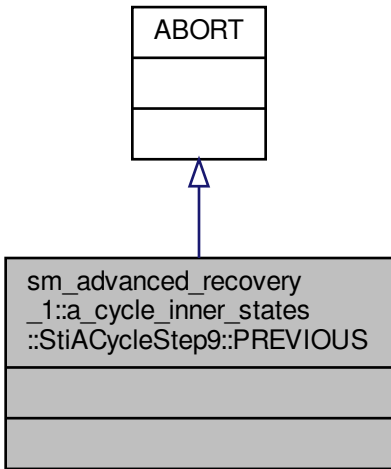 ABORT
sm_advanced_recovery
_1::a_cycle_inner_states
::StiACycleStep9::PREVIOUS